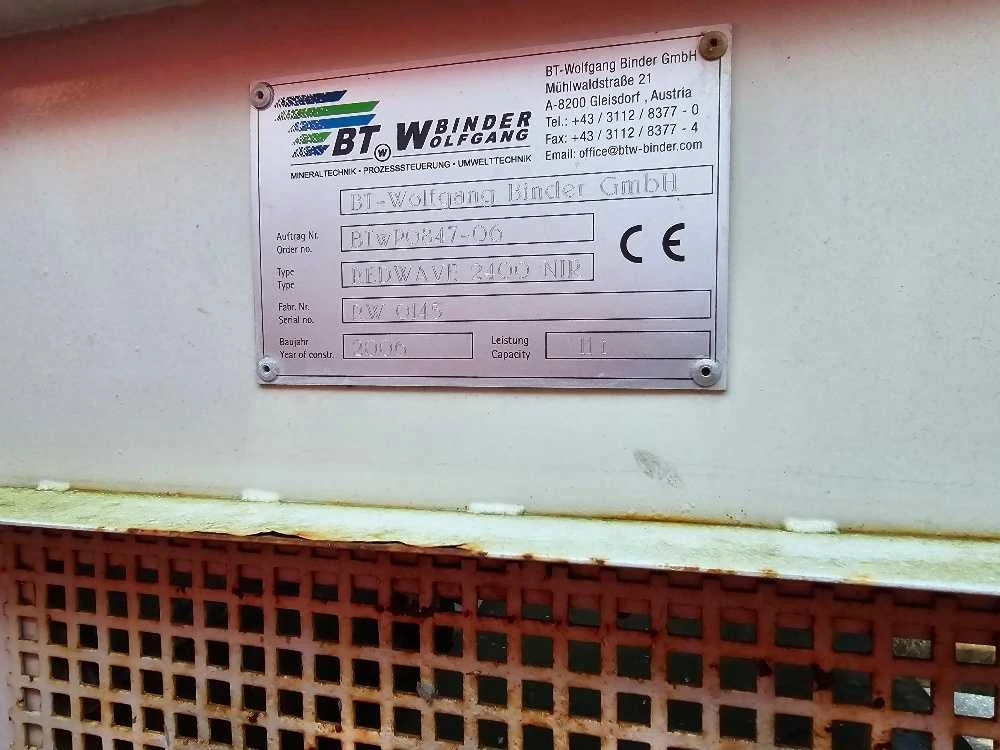 BT-Wolfgang Binder GmbH
Mühlwaldstraße 21
A-8200 Gleisdorf , Austria
Tel.: +43 / 3112 / 8377 - 0
Fax: +43 / 3112 / 8377 - 4
Email: office@btw-binder.com
BT W BINDER WOLFGANG
MINERALTECHNIK · PROZESSSTEUERUNG · UMWELTTECHNIK
BT-Wolfgang Binder GmbH
Auftrag Nr.
Order no.
BTwP0847-06
CE
Type
Type
REDWAVE 2400 NIR
Fabr. Nr.
Serial no.
RW 0145
Baujahr
Year of constr.
2006
Leistung
Capacity